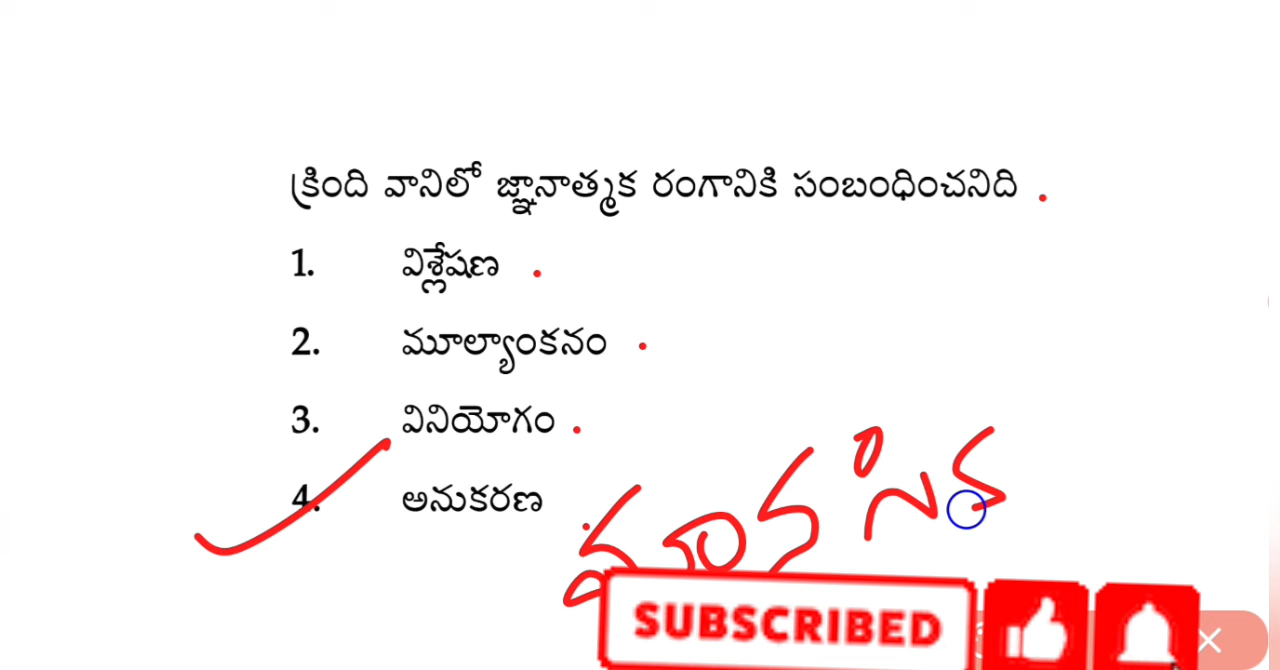 క్రింది వానిలో జ్ఞానాత్మక రంగానికి సంబంధించనిది .
1. విశ్లేషణ .
2. మూల్యాంకనం .
3. వినియోగం .
4. అనుకరణ .
SUBSCRIBED